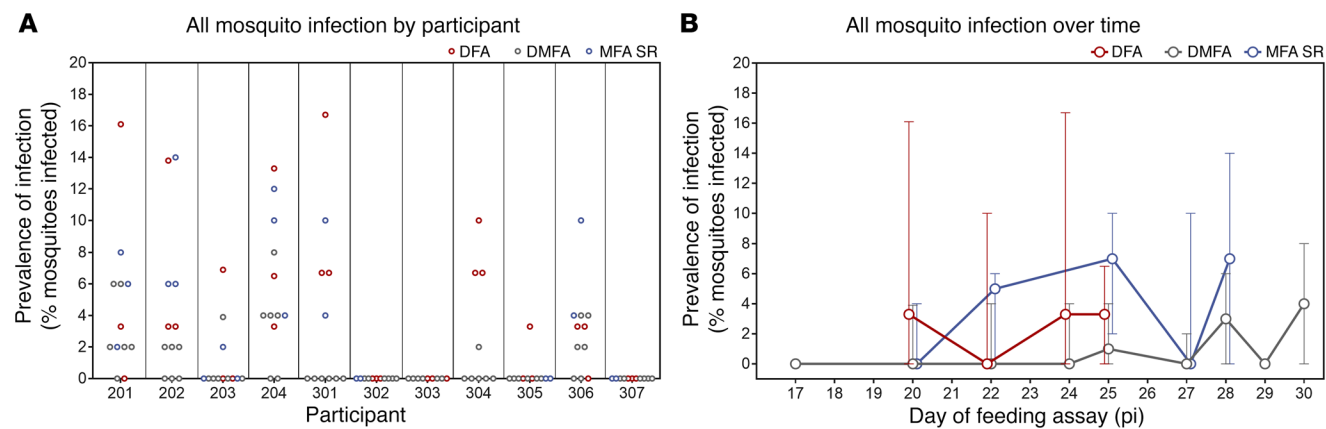 A All mosquito infection by participant
DFA DMFA MFA SR
Prevalence of infection
(% mosquitoes infected)
20
18
16
14
12
10
8
6
4
2
0
201 202 203 204 301 302 303 304 305 306 307
Participant
B All mosquito infection over time
DFA DMFA MFA SR
Prevalence of infection
(% mosquitoes infected)
20
18
16
14
12
10
8
6
4
2
0
17 18 19 20 21 22 23 24 25 26 27 28 29 30
Day of feeding assay (pi)